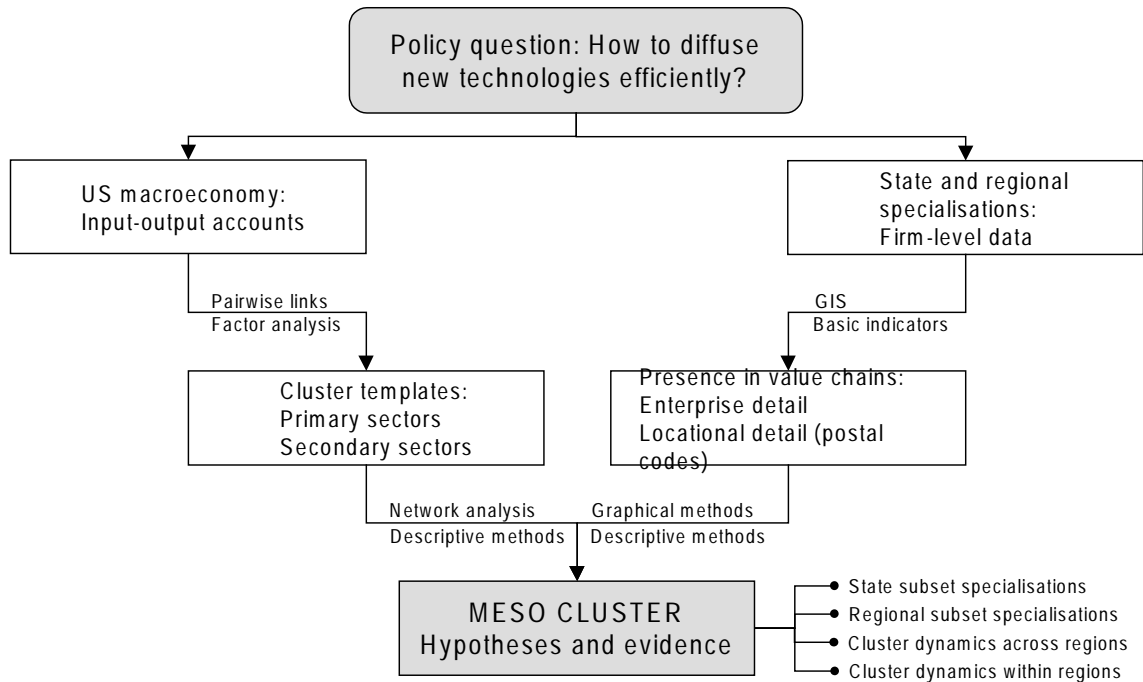 Policy question: How to diffuse
new technologies efficiently?
US macroeconomy:
Input-output accounts
State and regional
specialisations:
Firm-level data
Pairwise links
Factor analysis
GIS
Basic indicators
Cluster templates:
Primary sectors
Secondary sectors
Presence in value chains:
Enterprise detail
Locational detail (postal
codes)
Network analysis
Descriptive methods
Graphical methods
Descriptive methods
MESO CLUSTER
Hypotheses and evidence
State subset specialisations
Regional subset specialisations
Cluster dynamics across regions
Cluster dynamics within regions